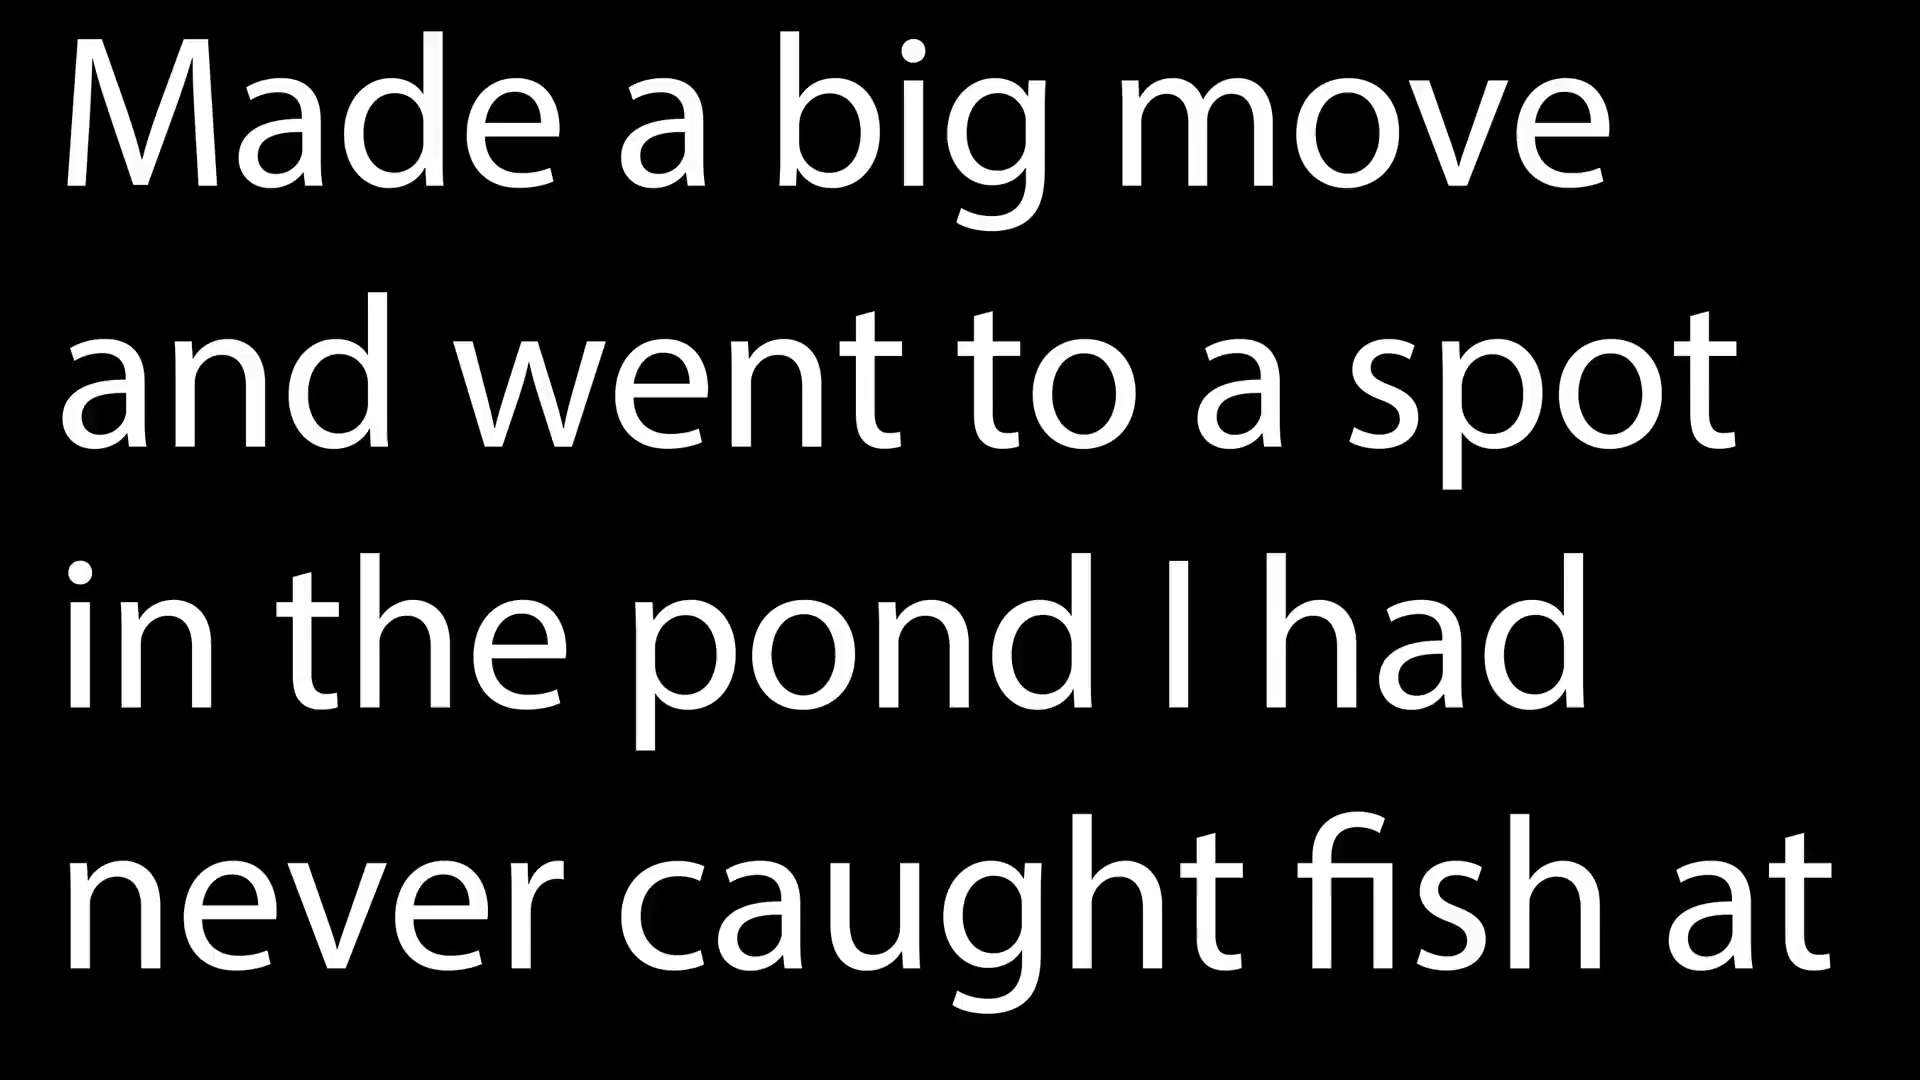 Made a big move
and went to a spot
in the pond I had
never caught fish at